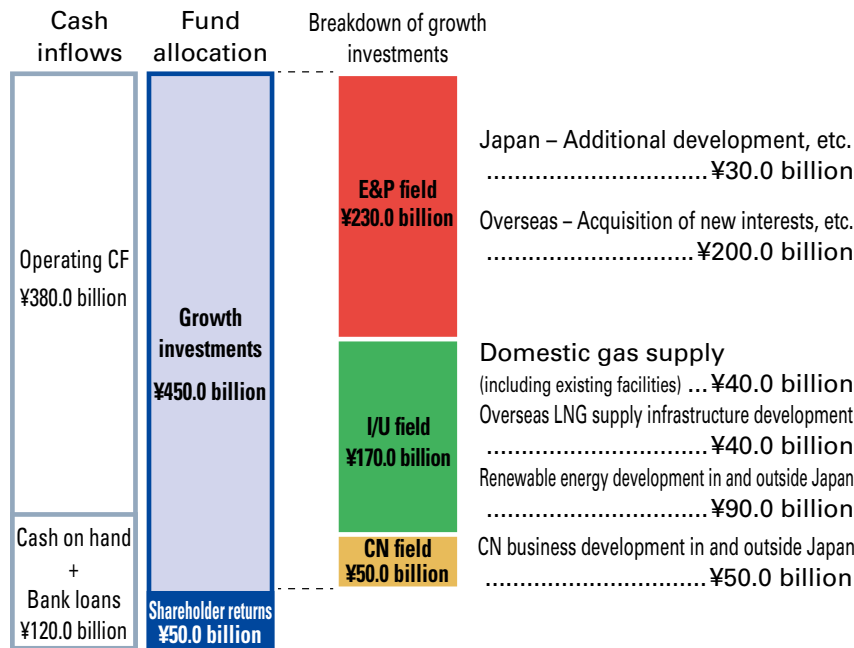 Cash
inflows
Fund
allocation
Breakdown of growth
investments
Operating CF
¥380.0 billion
Cash on hand
+
Bank loans
¥120.0 billion
Growth
investments
¥450.0 billion
Shareholder returns
¥50.0 billion
E&P field
¥230.0 billion
I/U field
¥170.0 billion
CN field
¥50.0 billion
Japan – Additional development, etc.
................................¥30.0 billion
Overseas – Acquisition of new interests, etc.
..............................¥200.0 billion
Domestic gas supply
(including existing facilities) ...¥40.0 billion
Overseas LNG supply infrastructure development
................................¥40.0 billion
Renewable energy development in and outside Japan
................................¥90.0 billion
CN business development in and outside Japan
................................¥50.0 billion